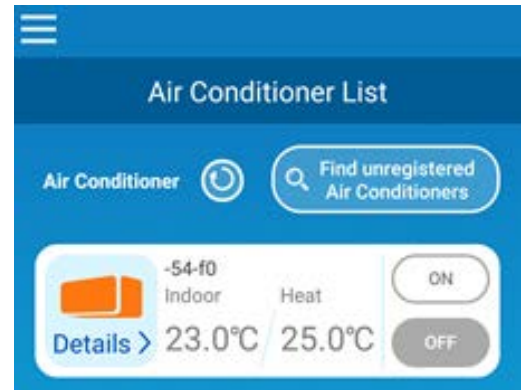 Air Conditioner List
Air Conditioner
Find unregistered
Air Conditioners
-54-f0
Indoor
Heat
ON
Details >
23.0°C
25.0°C
OFF